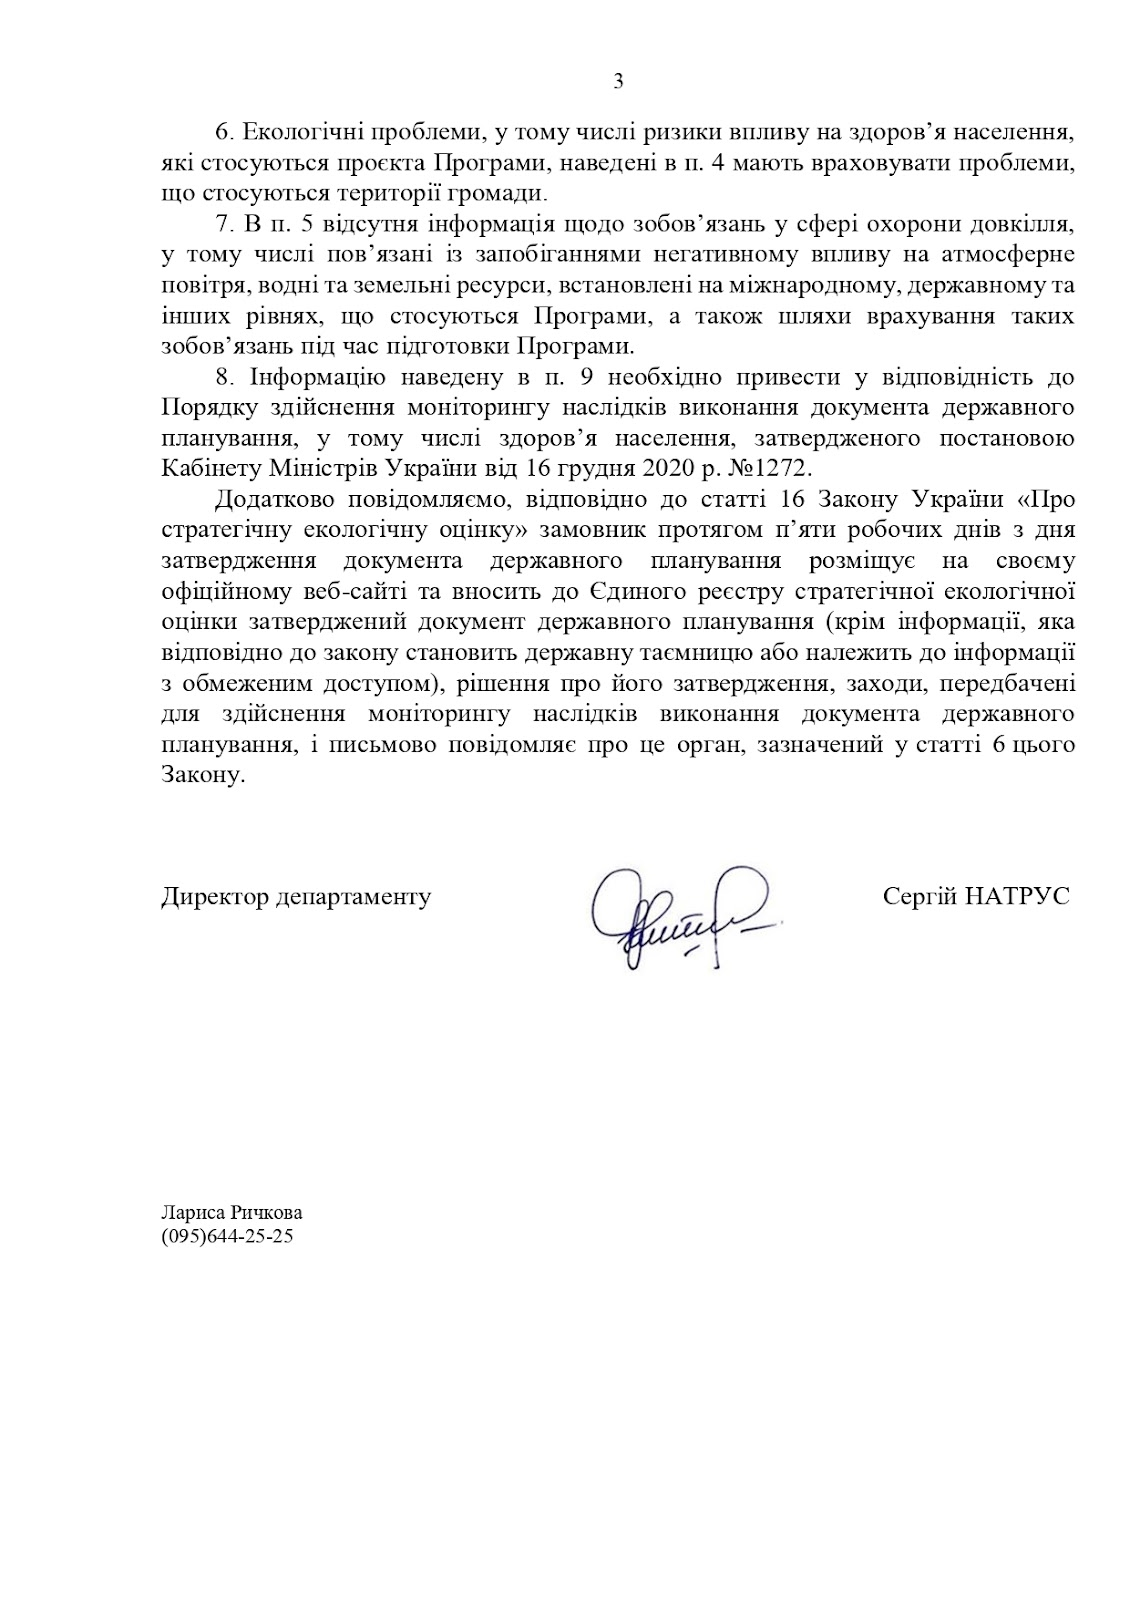 3
6. Екологічні проблеми, у тому числі ризики впливу на здоров’я населення,
які стосуються проєкта Програми, наведені в п. 4 мають враховувати проблеми,
що стосуються території громади.
7. В п. 5 відсутня інформація щодо зобов’язань у сфері охорони довкілля,
у тому числі пов’язані із запобіганнями негативному впливу на атмосферне
повітря, водні та земельні ресурси, встановлені на міжнародному, державному та
інших рівнях, що стосуються Програми, а також шляхи врахування таких
зобов’язань під час підготовки Програми.
8. Інформацію наведену в п. 9 необхідно привести у відповідність до
Порядку здійснення моніторингу наслідків виконання документа державного
планування, у тому числі здоров’я населення, затвердженого постановою
Кабінету Міністрів України від 16 грудня 2020 р. №1272.
Додатково повідомляємо, відповідно до статті 16 Закону України «Про
стратегічну екологічну оцінку» замовник протягом п’яти робочих днів з дня
затвердження документа державного планування розміщує на своєму
офіційному веб-сайті та вносить до Єдиного реєстру стратегічної екологічної
оцінки затверджений документ державного планування (крім інформації, яка
відповідно до закону становить державну таємницю або належить до інформації
з обмеженим доступом), рішення про його затвердження, заходи, передбачені
для здійснення моніторингу наслідків виконання документа державного
планування, і письмово повідомляє про це орган, зазначений у статті 6 цього
Закону.
Директор департаменту Сергій НАТРУС
Лариса Ричкова
(095)644-25-25